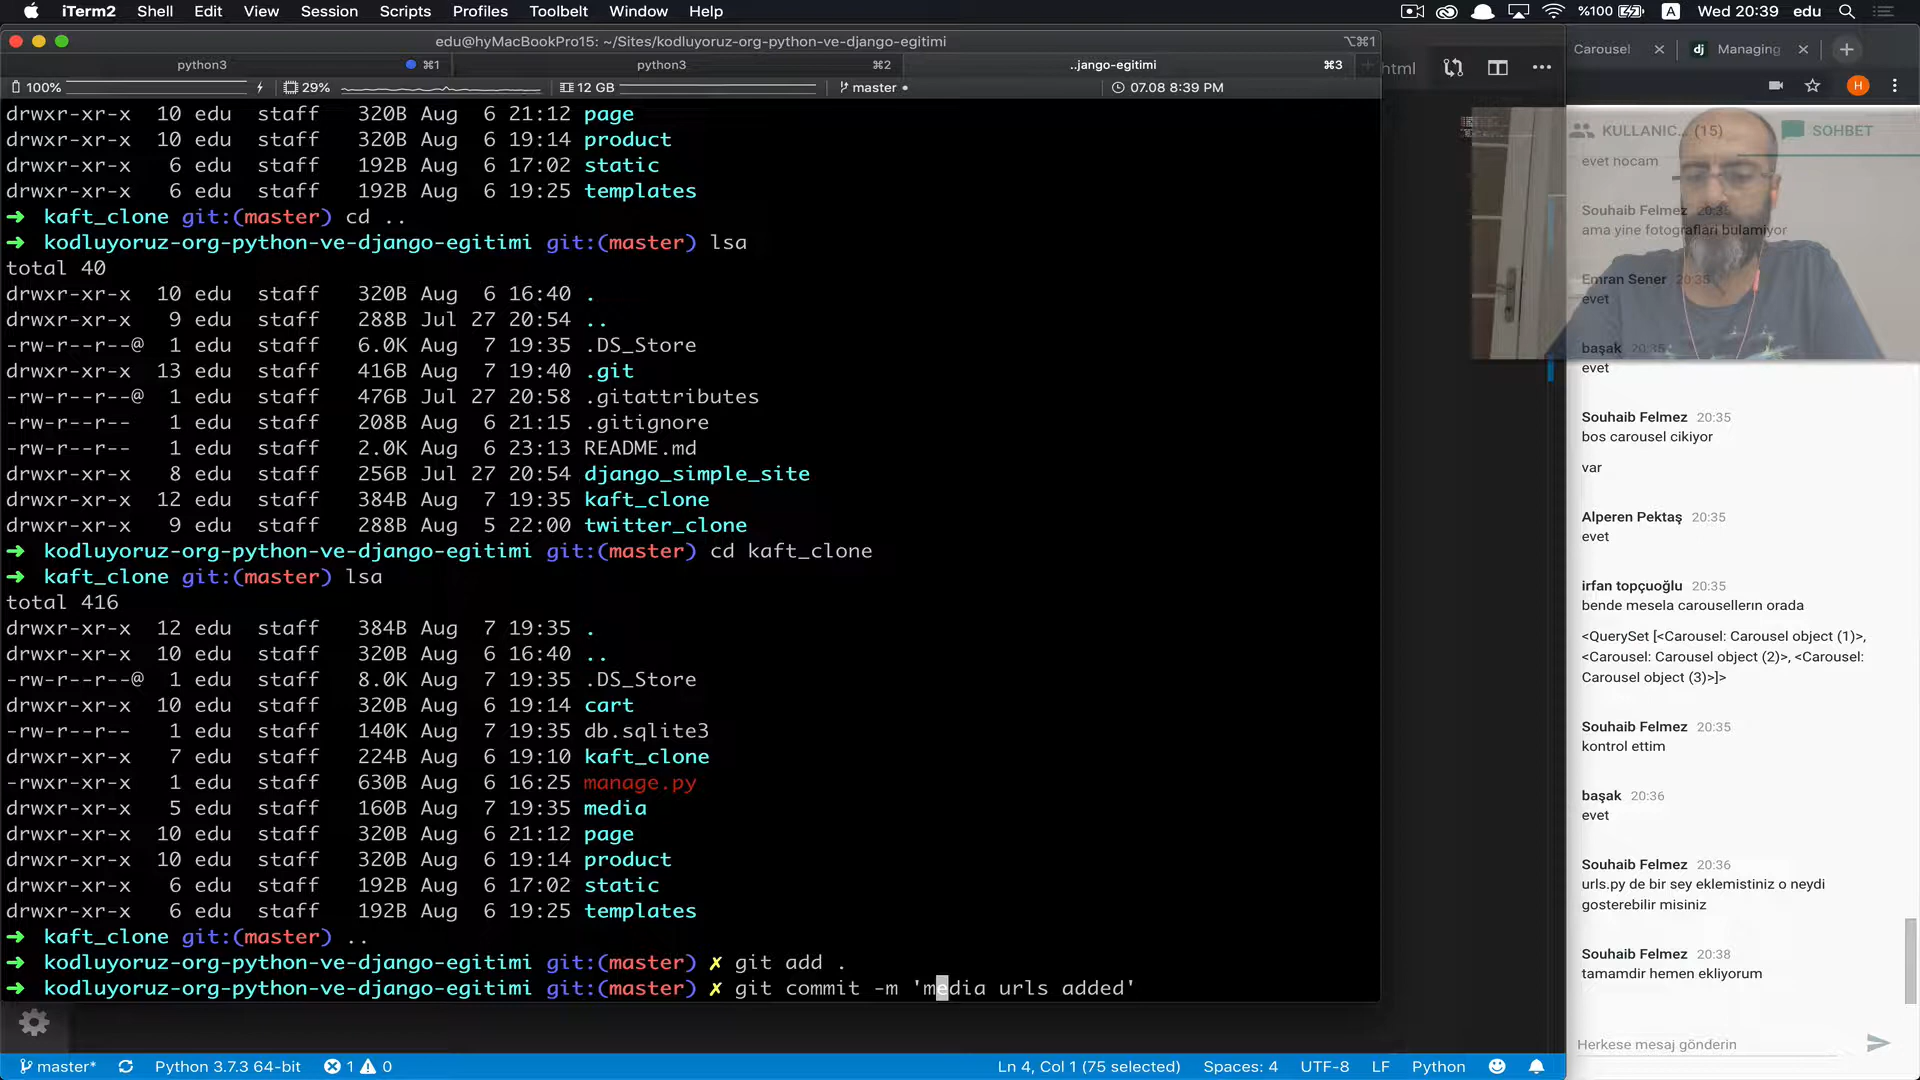 iTerm2 Shell Edit View Session Scripts Profiles Toolbelt Window Help %100 A Wed 20:39 edu
edu@hyMacBookPro15: ~/Sites/kodluyoruz-org-python-ve-django-egitimi ⌥⌘1
python3 ⌘1 python3 ⌘2 ..jango-egitimi ⌘3
html
Carousel Managing
100% 29% 12 GB master 07.08 8:39 PM
drwxr-xr-x 10 edu staff 320B Aug 6 21:12 page
drwxr-xr-x 10 edu staff 320B Aug 6 19:14 product
drwxr-xr-x 6 edu staff 192B Aug 6 17:02 static
drwxr-xr-x 6 edu staff 192B Aug 6 19:25 templates
➜ kaft_clone git:(master) cd ..
➜ kodluyoruz-org-python-ve-django-egitimi git:(master) lsa
total 40
drwxr-xr-x 10 edu staff 320B Aug 6 16:40 .
drwxr-xr-x 9 edu staff 288B Jul 27 20:54 ..
-rw-r--r--@ 1 edu staff 6.0K Aug 7 19:35 .DS_Store
drwxr-xr-x 13 edu staff 416B Aug 7 19:40 .git
-rw-r--r--@ 1 edu staff 476B Jul 27 20:58 .gitattributes
-rw-r--r-- 1 edu staff 208B Aug 6 21:15 .gitignore
-rw-r--r-- 1 edu staff 2.0K Aug 6 23:13 README.md
drwxr-xr-x 8 edu staff 256B Jul 27 20:54 django_simple_site
drwxr-xr-x 12 edu staff 384B Aug 7 19:35 kaft_clone
drwxr-xr-x 9 edu staff 288B Aug 5 22:00 twitter_clone
➜ kodluyoruz-org-python-ve-django-egitimi git:(master) cd kaft_clone
➜ kaft_clone git:(master) lsa
total 416
drwxr-xr-x 12 edu staff 384B Aug 7 19:35 .
drwxr-xr-x 10 edu staff 320B Aug 6 16:40 ..
-rw-r--r--@ 1 edu staff 8.0K Aug 7 19:35 .DS_Store
drwxr-xr-x 10 edu staff 320B Aug 6 19:14 cart
-rw-r--r-- 1 edu staff 140K Aug 7 19:35 db.sqlite3
drwxr-xr-x 7 edu staff 224B Aug 6 19:10 kaft_clone
-rwxr-xr-x 1 edu staff 630B Aug 6 16:25 manage.py
drwxr-xr-x 5 edu staff 160B Aug 7 19:35 media
drwxr-xr-x 10 edu staff 320B Aug 6 21:12 page
drwxr-xr-x 10 edu staff 320B Aug 6 19:14 product
drwxr-xr-x 6 edu staff 192B Aug 6 17:02 static
drwxr-xr-x 6 edu staff 192B Aug 6 19:25 templates
➜ kaft_clone git:(master) ..
➜ kodluyoruz-org-python-ve-django-egitimi git:(master) ✗ git add .
➜ kodluyoruz-org-python-ve-django-egitimi git:(master) ✗ git commit -m 'media urls added'
KULLANIC... (15) SOHBET
evet hocam
Souhaib Felmez 20:35
ama yine fotograflari bulamiyor
Emran Sener 20:35
evet
başak 20:35
evet
Souhaib Felmez 20:35
bos carousel cikiyor
var
Alperen Pektaş 20:35
evet
irfan topçuoğlu 20:35
bende mesela carousellerın orada
<QuerySet [<Carousel: Carousel object (1)>,
<Carousel: Carousel object (2)>, <Carousel:
Carousel object (3)>]>
Souhaib Felmez 20:35
kontrol ettim
başak 20:36
evet
Souhaib Felmez 20:36
urls.py de bir sey eklemistiniz o neydi
gosterebilir misiniz
Souhaib Felmez 20:38
tamamdir hemen ekliyorum
Herkese mesaj gönderin
master* Python 3.7.3 64-bit 1 0 Ln 4, Col 1 (75 selected) Spaces: 4 UTF-8 LF Python